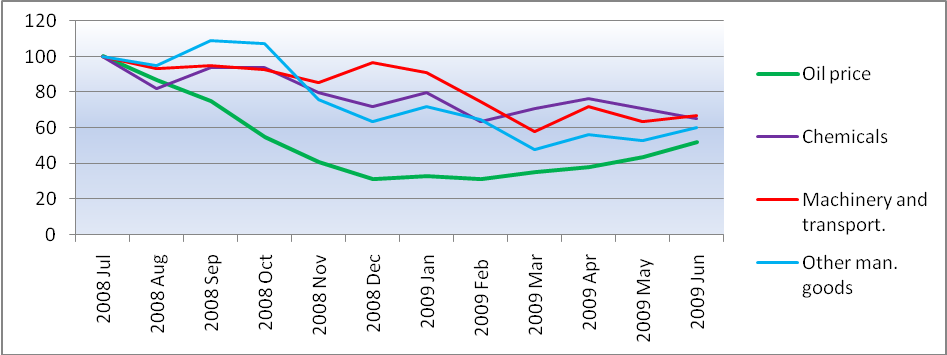 120
100
80
60
40
20
0
2008 Jul
2008 Aug
2008 Sep
2008 Oct
2008 Nov
2008 Dec
2009 Jan
2009 Feb
2009 Mar
2009 Apr
2009 May
2009 Jun
Oil price
Chemicals
Machinery and
transport.
Other man.
goods